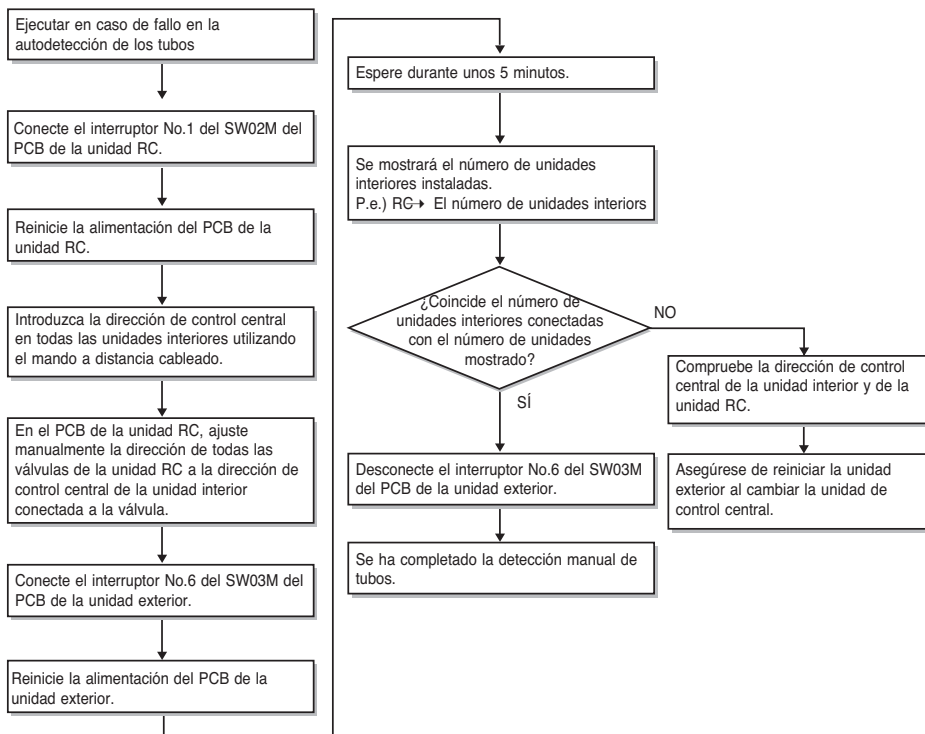 Ejecutar en caso de fallo en la
autodetección de los tubos
Conecte el interruptor No.1 del SW02M del
PCB de la unidad RC.
Reinicie la alimentación del PCB de la
unidad RC.
Introduzca la dirección de control central
en todas las unidades interiores utilizando
el mando a distancia cableado.
En el PCB de la unidad RC, ajuste
manualmente la dirección de todas las
válvulas de la unidad RC a la dirección de
control central de la unidad interior
conectada a la válvula.
Conecte el interruptor No.6 del SW03M del
PCB de la unidad exterior.
Reinicie la alimentación del PCB de la
unidad exterior.
Espere durante unos 5 minutos.
Se mostrará el número de unidades
interiores instaladas.
P.e.) RC→ El número de unidades interiors
¿Coincide el número de
unidades interiores conectadas
con el número de unidades
mostrado?
NO
SÍ
Desconecte el interruptor No.6 del SW03M
del PCB de la unidad exterior.
Se ha completado la detección manual de
tubos.
Compruebe la dirección de control
central de la unidad interior y de la
unidad RC.
Asegúrese de reiniciar la unidad
exterior al cambiar la unidad de
control central.